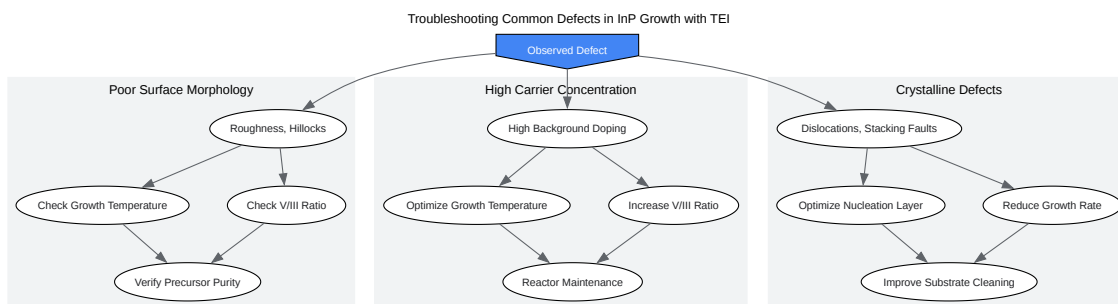 Troubleshooting Common Defects in InP Growth with TEI
Observed Defect
Poor Surface Morphology
High Carrier Concentration
Crystalline Defects
Roughness, Hillocks
High Background Doping
Dislocations, Stacking Faults
Check Growth Temperature
Check V/III Ratio
Optimize Growth Temperature
Increase V/III Ratio
Optimize Nucleation Layer
Reduce Growth Rate
Verify Precursor Purity
Reactor Maintenance
Improve Substrate Cleaning